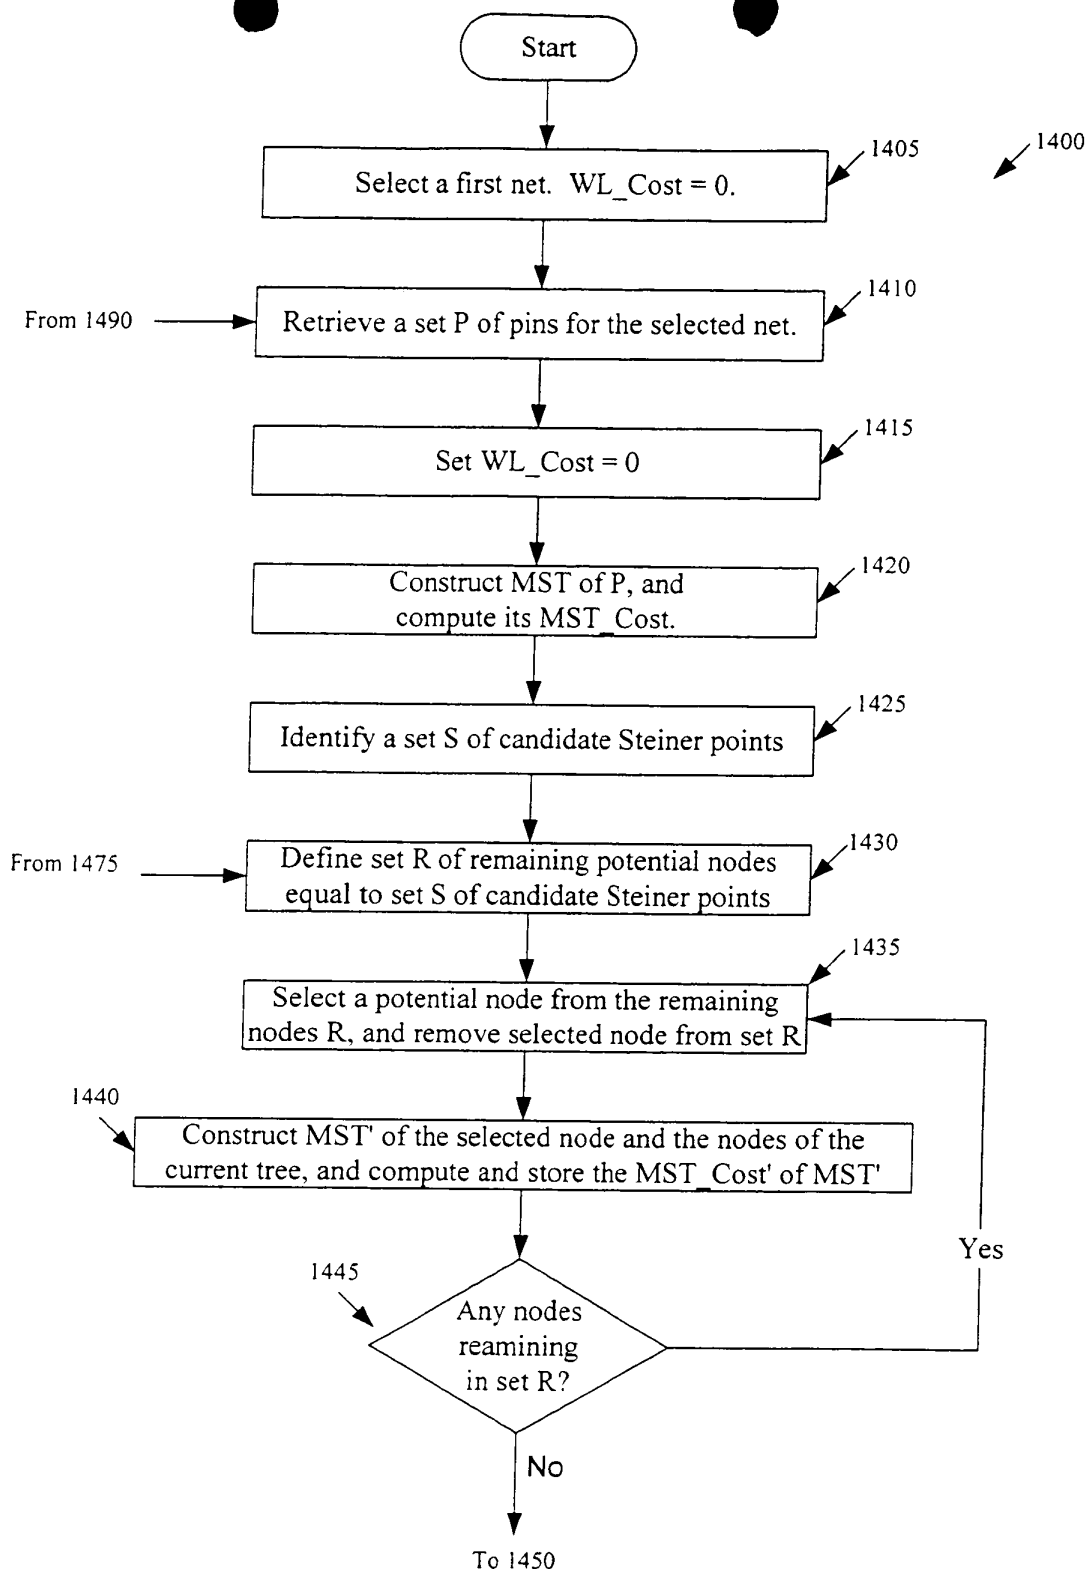 Start
1400
1405
Select a first net. WL_Cost = 0.
1410
From 1490
Retrieve a set P of pins for the selected net.
1415
Set WL_Cost = 0
1420
Construct MST of P, and
compute its MST_Cost.
1425
Identify a set S of candidate Steiner points
1430
From 1475
Define set R of remaining potential nodes
equal to set S of candidate Steiner points
1435
Select a potential node from the remaining
nodes R, and remove selected node from set R
1440
Construct MST' of the selected node and the nodes of the
current tree, and compute and store the MST_Cost' of MST'
Yes
1445
Any nodes
reamining
in set R?
No
To 1450